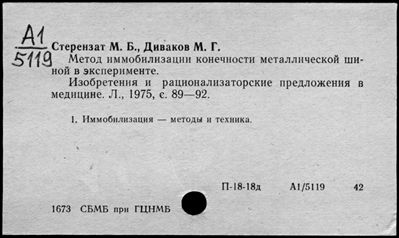 А1
5119
Стерензат М. Б., Диваков М. Г.
Метод иммобилизации конечности металлической ши-
ной в эксперименте.
Изобретения и рационализаторские предложения в
медицине. Л., 1975, с. 89—92.
1. Иммобилизация — методы и техника.
П-18-18д А1/5119 42
1673 СБМБ при ГЦНМБ